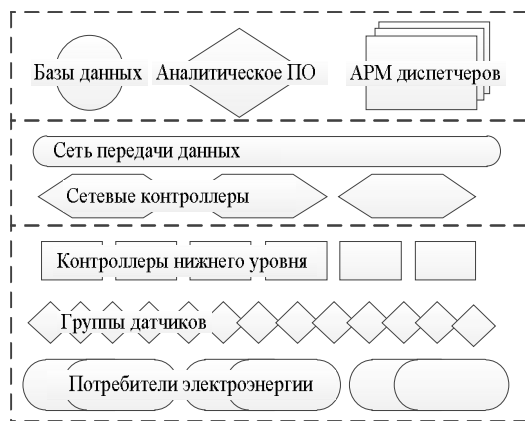 Базы данных
Аналитическое ПО
АРМ диспетчеров
Сеть передачи данных
Сетевые контроллеры
Контроллеры нижнего уровня
Группы датчиков
Потребители электроэнергии